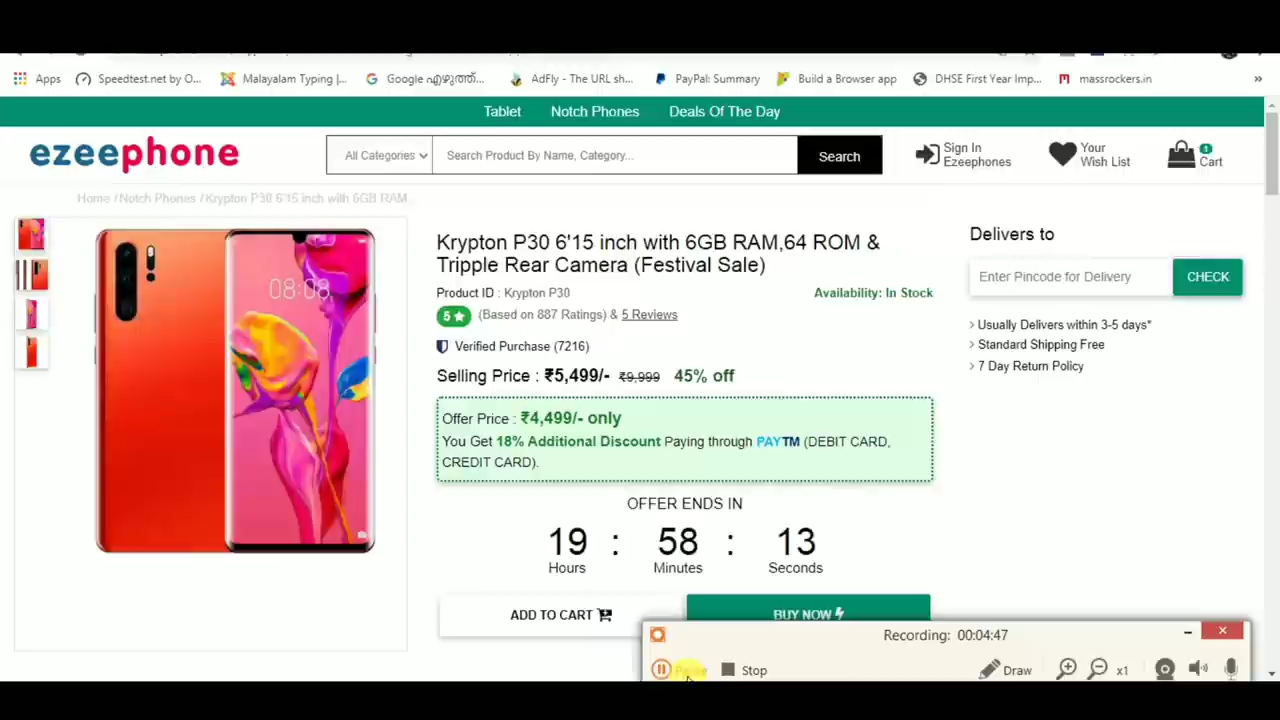 Apps Speedtest.net by O... Malayalam Typing |... Google എഴുത്ത്... AdFly - The URL sh... PayPal: Summary Build a Browser app DHSE First Year Imp... massrockers.in »
Tablet Notch Phones Deals Of The Day
ezeephone
All Categories Search Product By Name, Category... Search
Sign In
Ezeephones
Your
Wish List
1
Cart
Home / Notch Phones / Krypton P30 6'15 inch with 6GB RAM...
08:08
Krypton P30 6'15 inch with 6GB RAM,64 ROM &
Tripple Rear Camera (Festival Sale)
Product ID : Krypton P30 Availability: In Stock
5 ★ (Based on 887 Ratings) & 5 Reviews
Verified Purchase (7216)
Selling Price : ₹5,499/- ₹9,999 45% off
Offer Price : ₹4,499/- only
You Get 18% Additional Discount Paying through PAYTM (DEBIT CARD,
CREDIT CARD).
OFFER ENDS IN
19 : 58 : 13
Hours Minutes Seconds
ADD TO CART BUY NOW
Delivers to
Enter Pincode for Delivery CHECK
› Usually Delivers within 3-5 days*
› Standard Shipping Free
› 7 Day Return Policy
Recording: 00:04:47
Pause Stop Draw x1